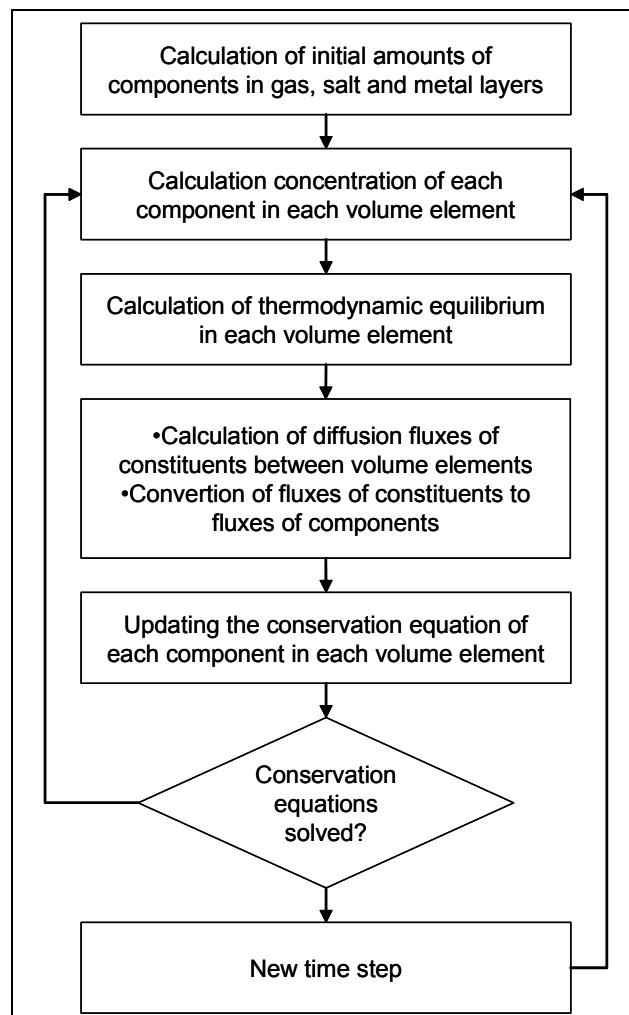 Calculation of initial amounts of
components in gas, salt and metal layers
Calculation concentration of each
component in each volume element
Calculation of thermodynamic equilibrium
in each volume element
•Calculation of diffusion fluxes of
constituents between volume elements
•Convertion of fluxes of constituents to
fluxes of components
Updating the conservation equation of
each component in each volume element
Conservation
equations
solved?
New time step